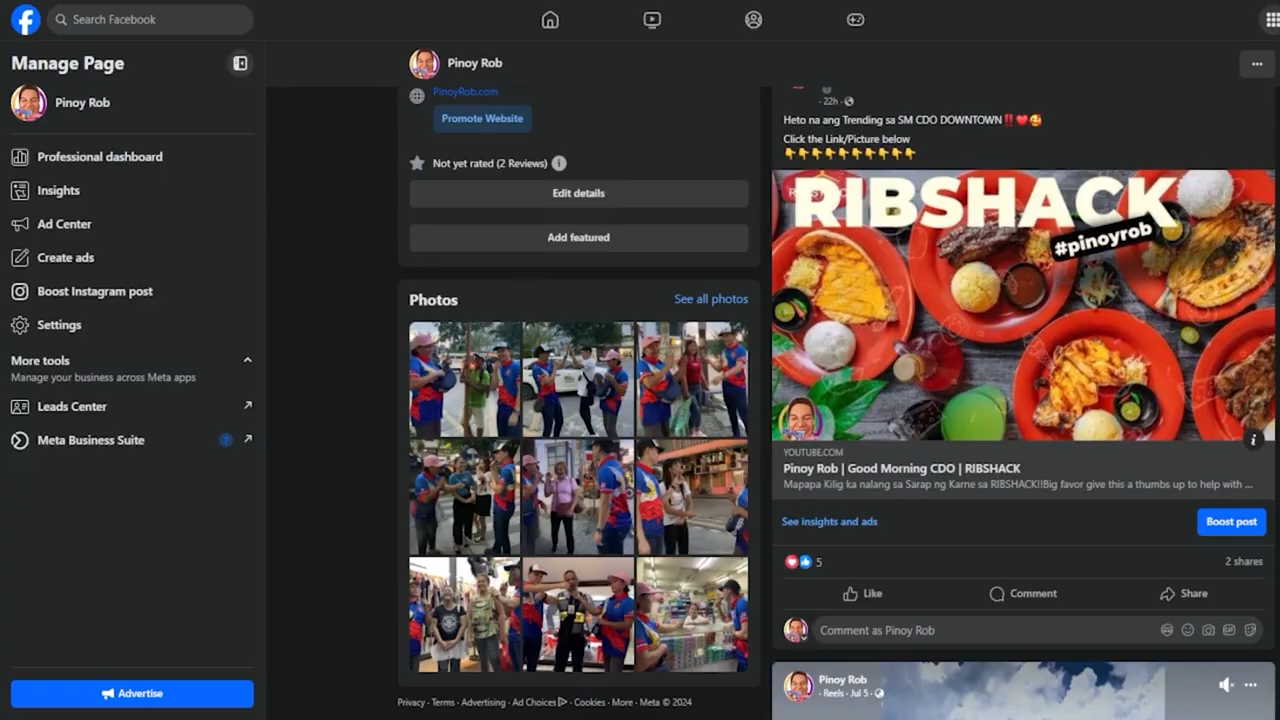 Search Facebook
Manage Page
Pinoy Rob
Professional dashboard
Insights
Ad Center
Create ads
Boost Instagram post
Settings
More tools
Manage your business across Meta apps
Leads Center
Meta Business Suite
Advertise
Pinoy Rob
PinoyRob.com
Promote Website
Not yet rated (2 Reviews)
Edit details
Add featured
Photos
See all photos
Privacy · Terms · Advertising · Ad Choices · Cookies · More · Meta © 2024
· 22h ·
Heto na ang Trending sa SM CDO DOWNTOWN‼️❤️🥰
Click the Link/Picture below
👇👇👇👇👇👇👇👇👇👇
RIBSHACK
#pinoyrob
YOUTUBE.COM
Pinoy Rob | Good Morning CDO | RIBSHACK
Mapapa Kilig ka nalang sa Sarap ng Karne sa RIBSHACK!!Big favor give this a thumbs up to help with ...
See insights and ads
Boost post
5
2 shares
Like
Comment
Share
Comment as Pinoy Rob
Pinoy Rob
· Reels · Jul 5 ·